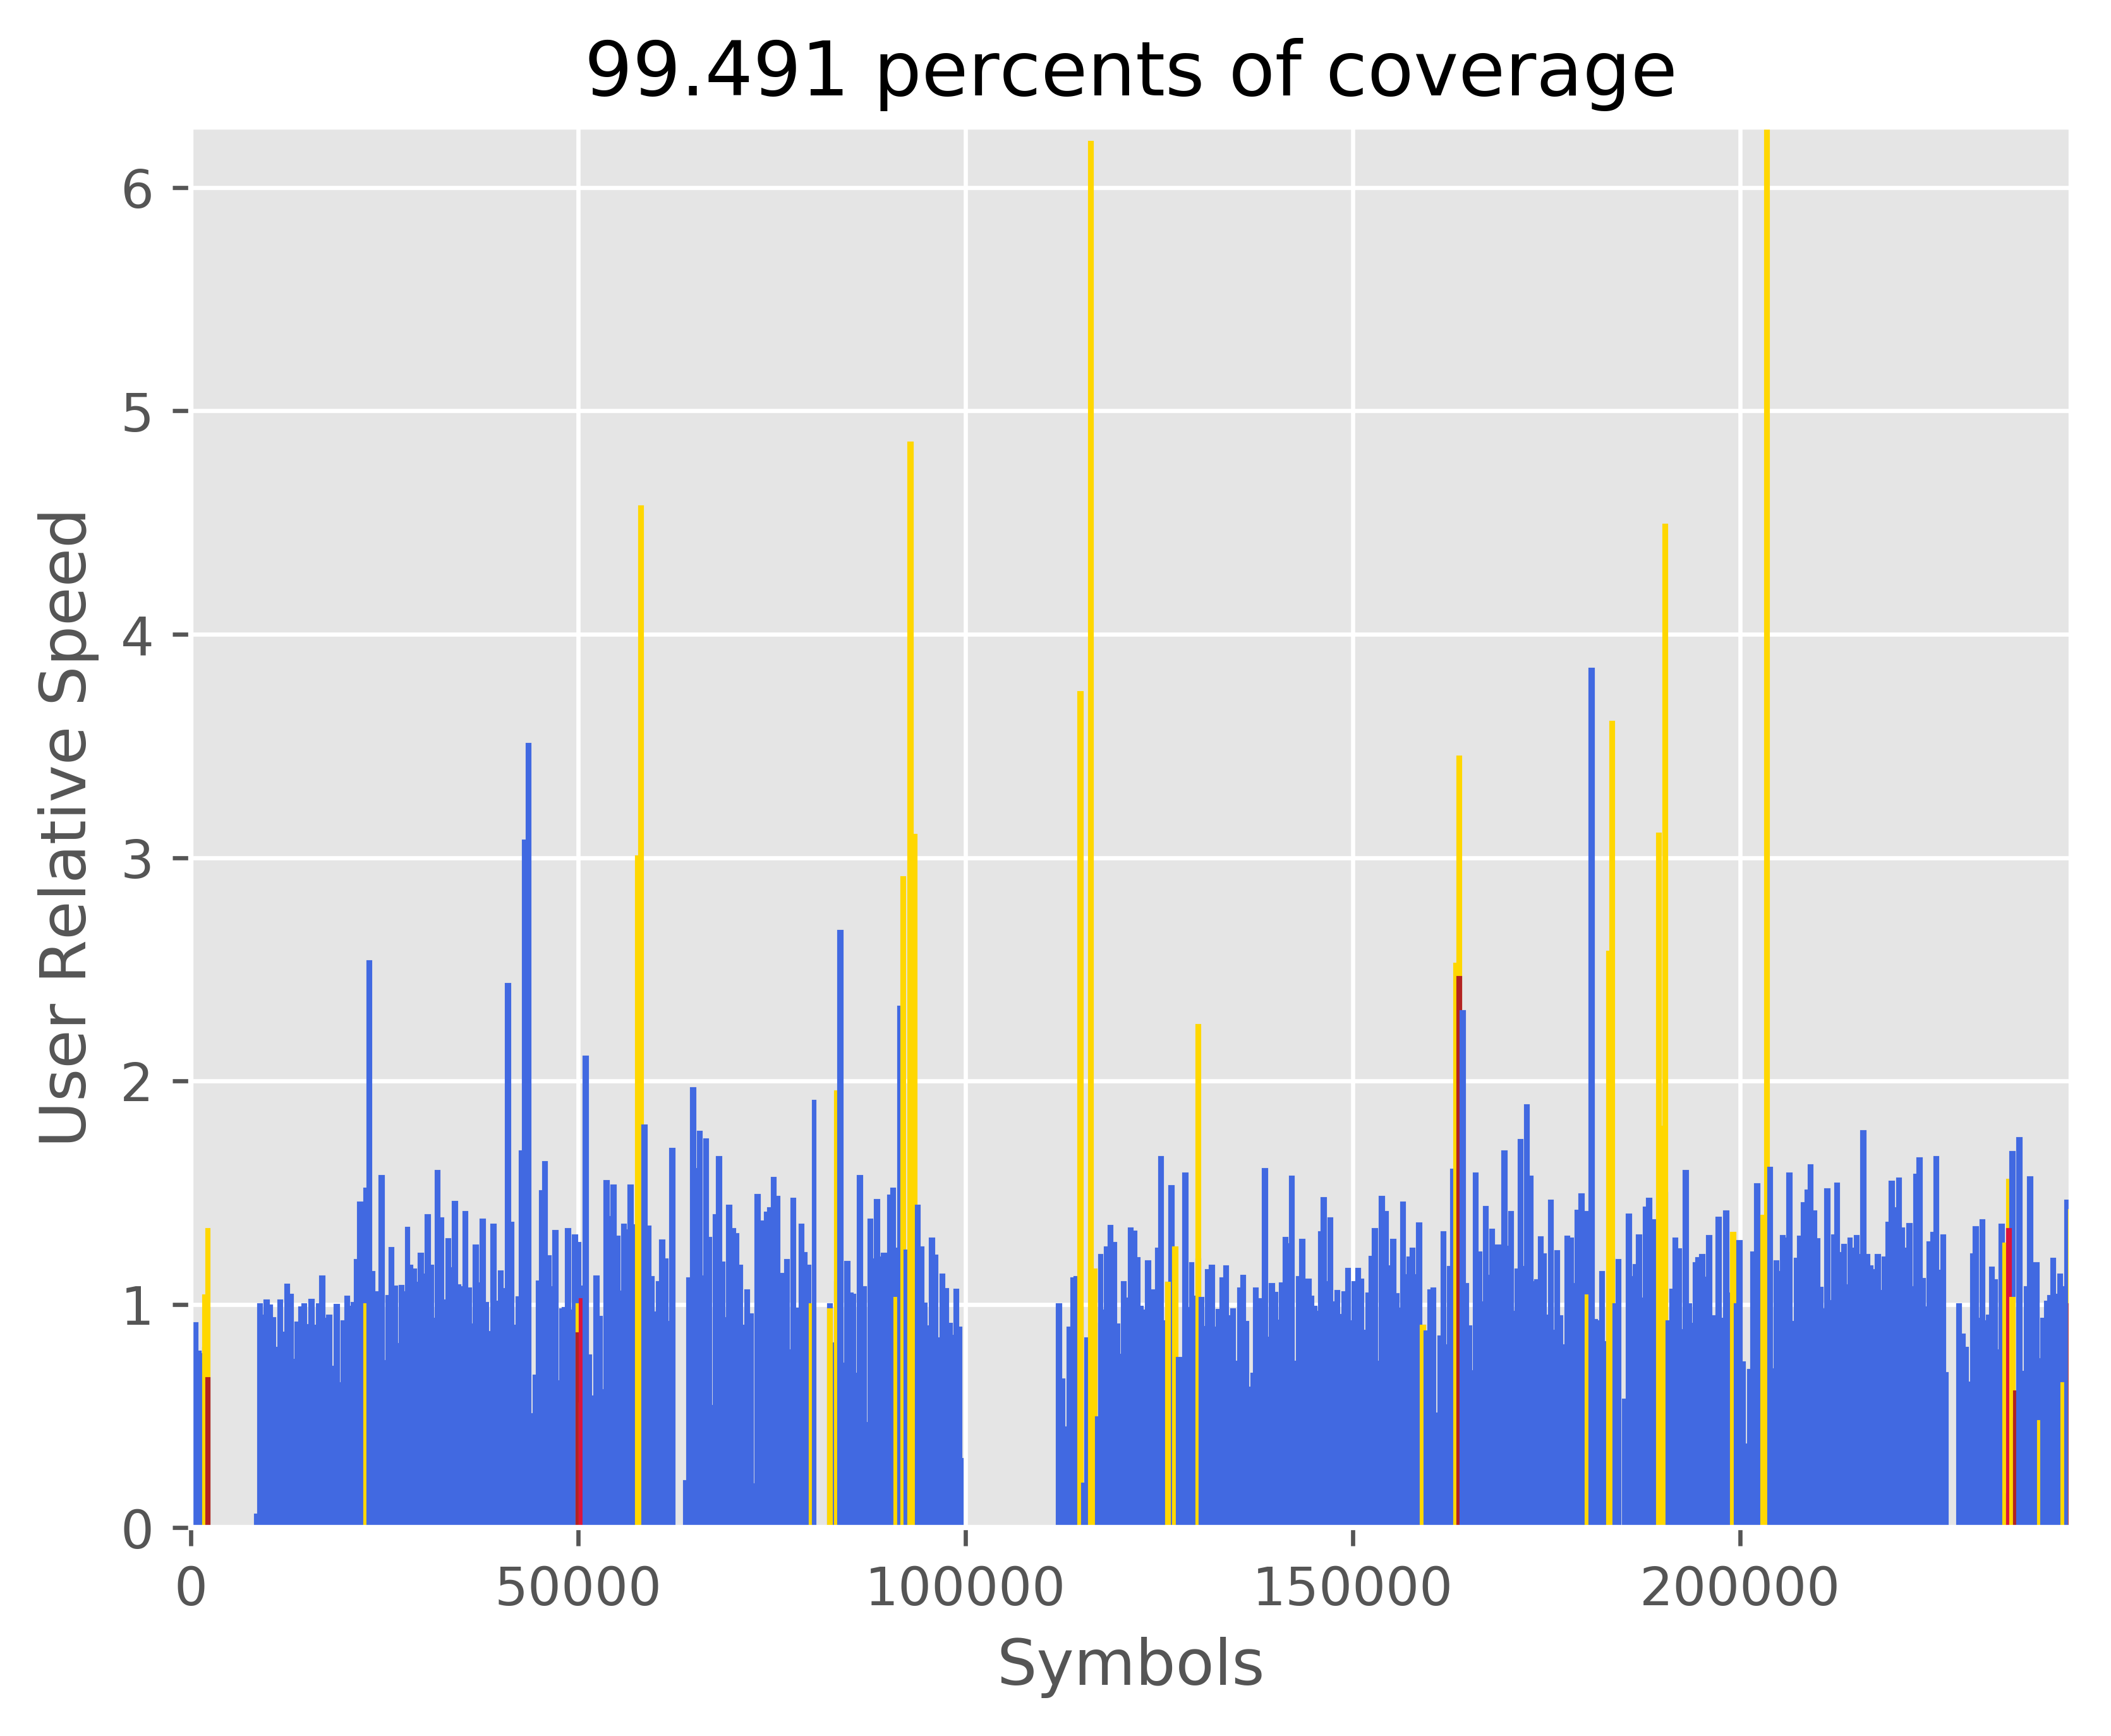 99.491 percents of coverage
User Relative Speed
6
5
4
3
2
1
0
0 50000 100000 150000 200000
Symbols